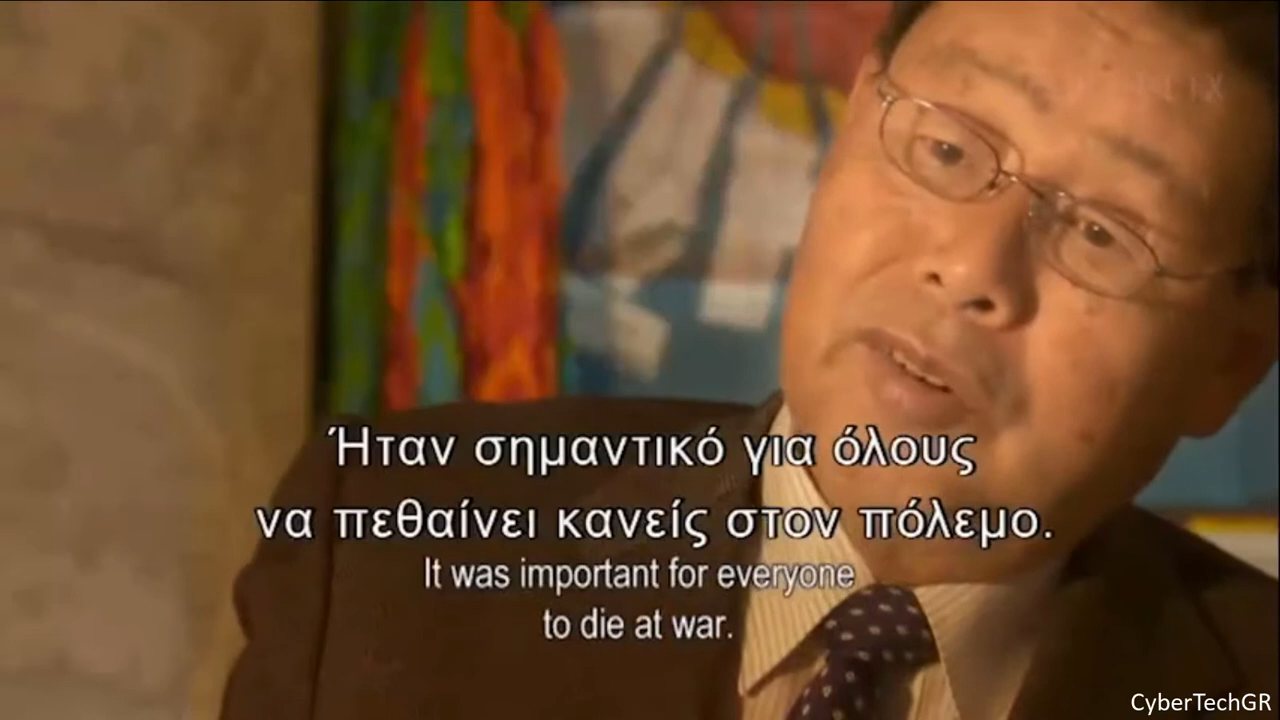 Ήταν σημαντικό για όλους
να πεθαίνει κανείς στον πόλεμο.
It was important for everyone
to die at war.
CyberTechGR